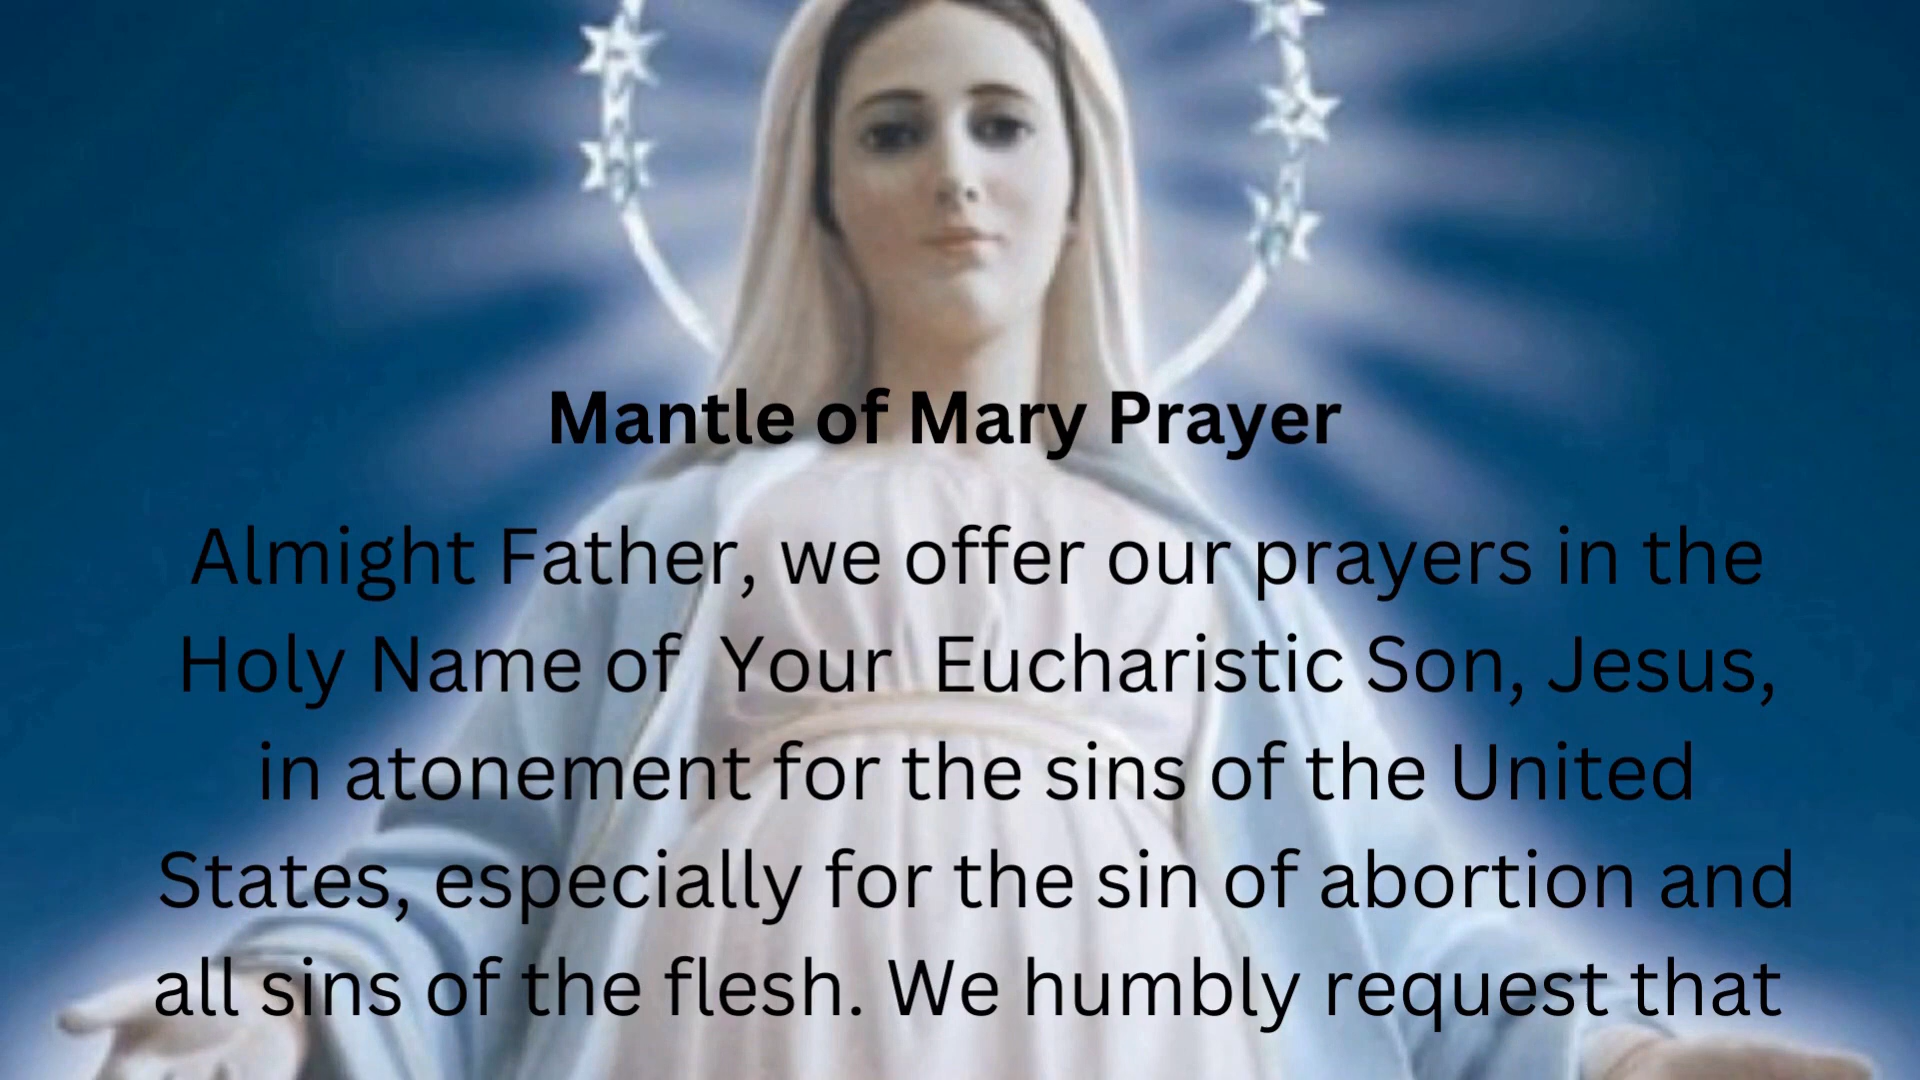 Mantle of Mary Prayer
Almight Father, we offer our prayers in the
Holy Name of Your Eucharistic Son, Jesus,
in atonement for the sins of the United
States, especially for the sin of abortion and
all sins of the flesh. We humbly request that